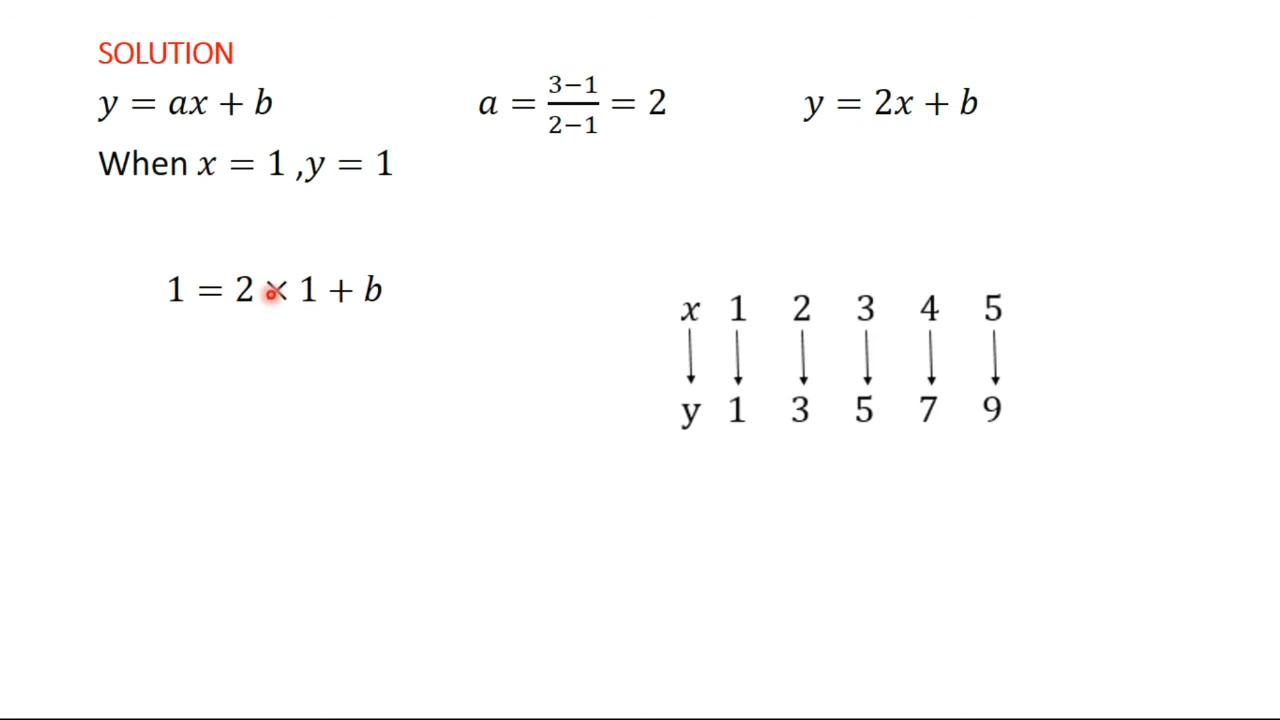 SOLUTION
y = ax + b    a = (3−1)/(2−1) = 2    y = 2x + b
When x = 1 ,y = 1
1 = 2 × 1 + b
x 1 2 3 4 5
y 1 3 5 7 9